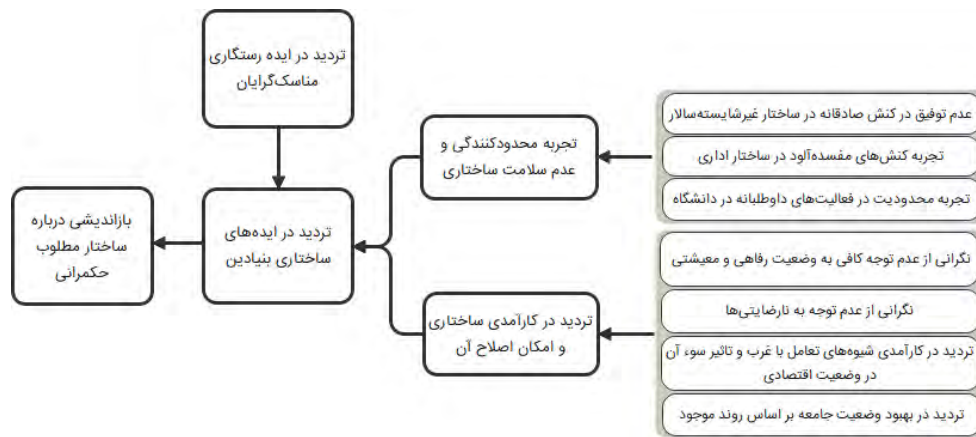 تردید در ایده رستگاری
مناسک‌گرایان
عدم توفیق در کنش صادقانه در ساختار غیرشایسته‌سالار
تجربه کنش‌های مفسده‌آلود در ساختار اداری
تجربه محدودیت در فعالیت‌های داوطلبانه در دانشگاه
تجربه محدودکنندگی و
عدم سلامت ساختاری
تردید در ایده‌های
ساختاری بنیادین
بازاندیشی درباره
ساختار مطلوب
حکمرانی
نگرانی از عدم توجه کافی به وضعیت رفاهی و معیشتی
نگرانی از عدم توجه به نارضایتی‌ها
تردید در کارآمدی شیوه‌های تعامل با غرب و تاثیر سوء آن
در وضعیت اقتصادی
تردید در بهبود وضعیت جامعه بر اساس روند موجود
تردید در کارآمدی ساختاری
و امکان اصلاح آن